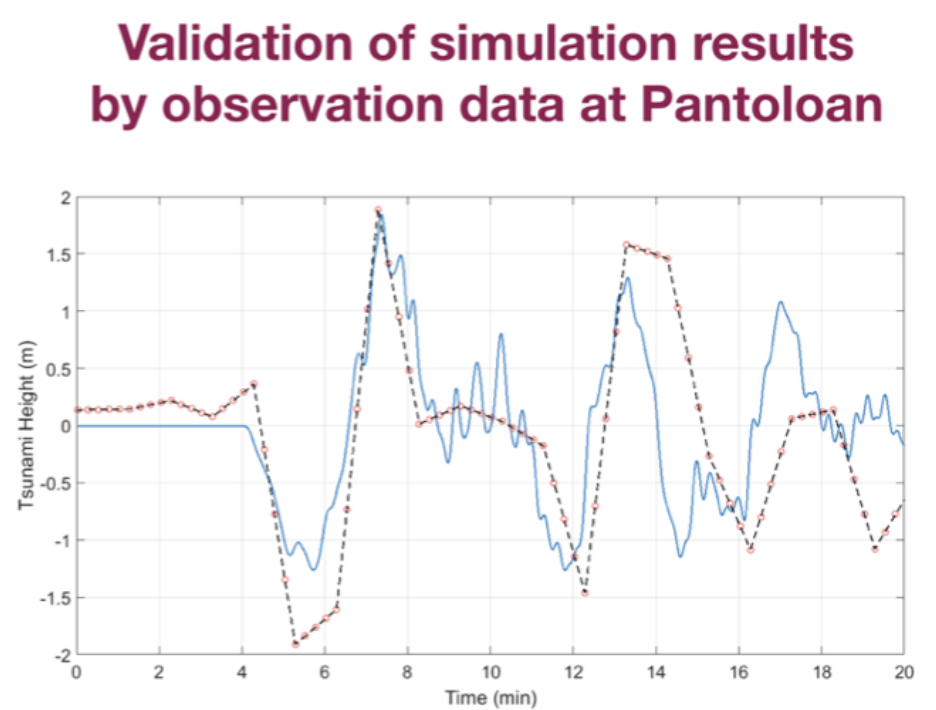 Validation of simulation results
by observation data at Pantoloan
2
1.5
1
0.5
0
-0.5
-1
-1.5
-2
Tsunami Height (m)
0 2 4 6 8 10 12 14 16 18 20
Time (min)